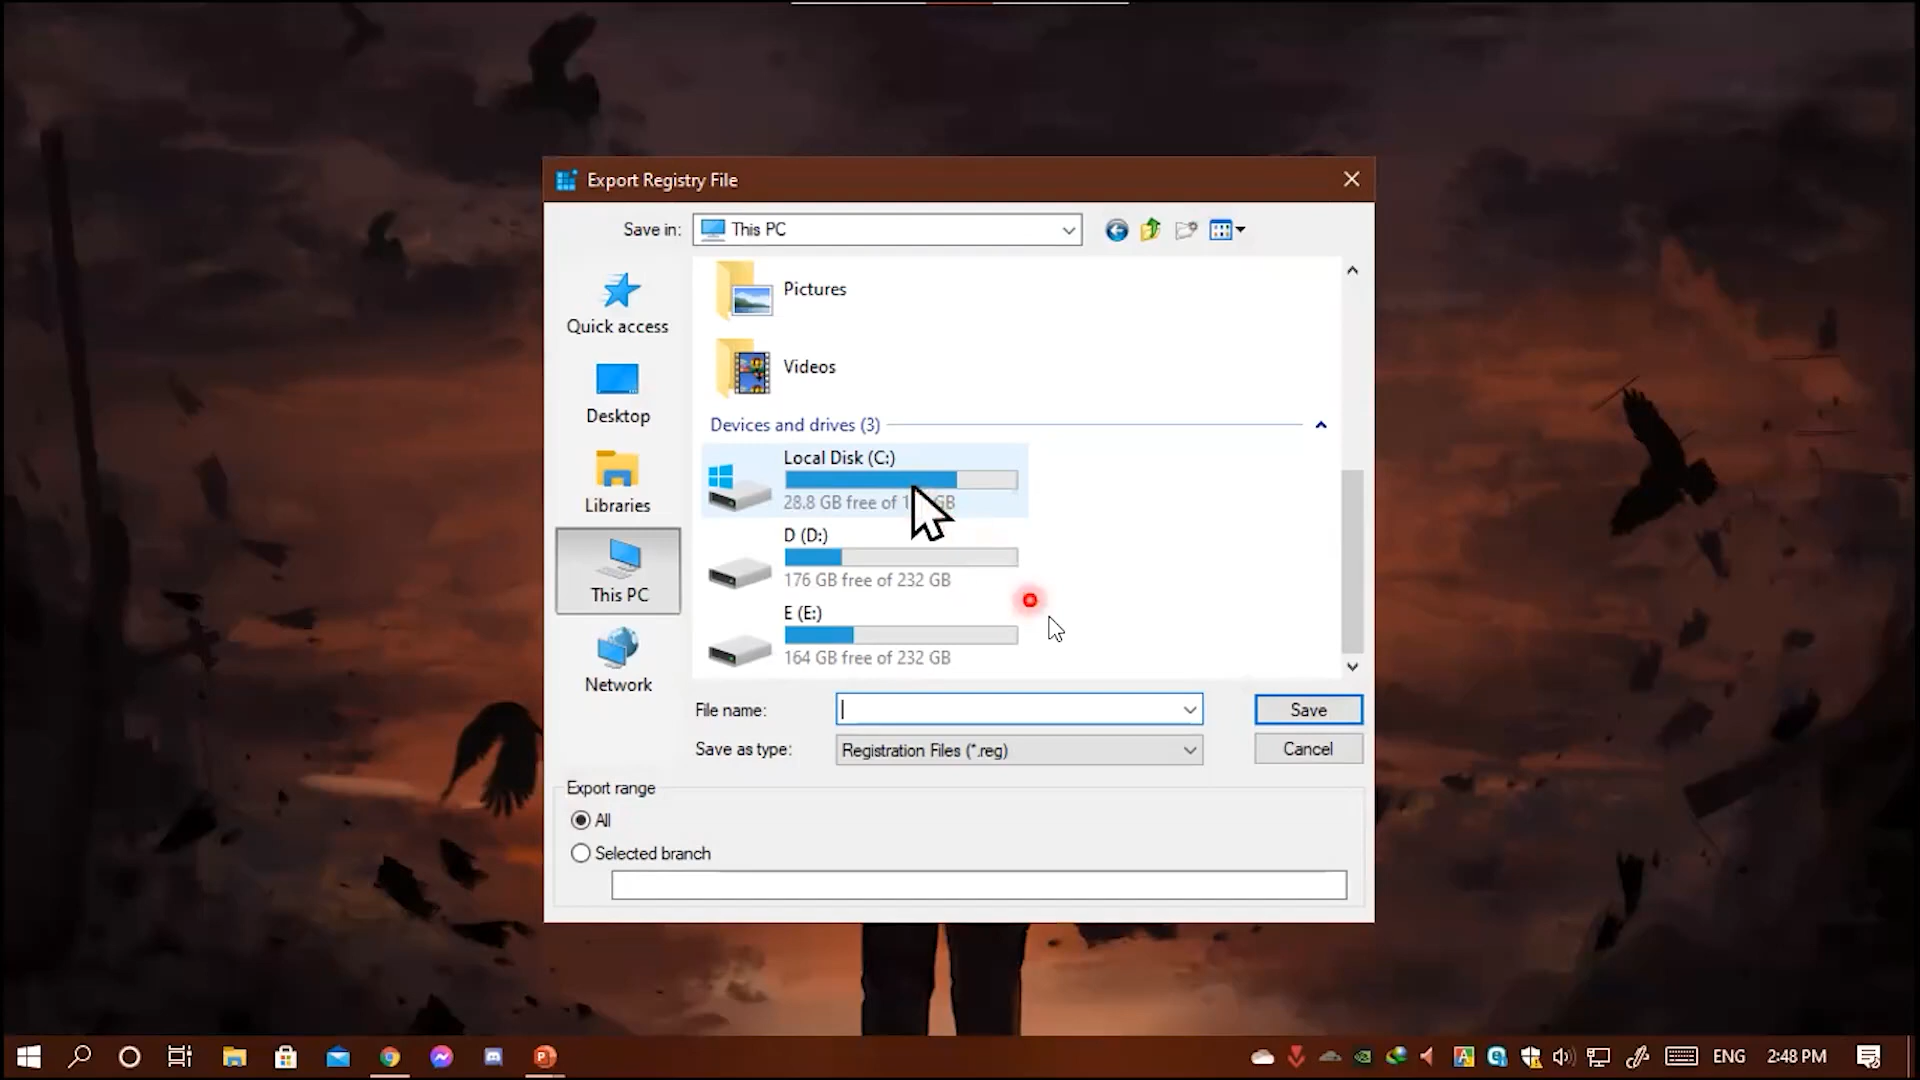 Export Registry File
Save in:
This PC
Quick access
Desktop
Libraries
This PC
Network
Pictures
Videos
Devices and drives (3)
Local Disk (C:)
28.8 GB free of
D (D:)
176 GB free of 232 GB
E (E:)
164 GB free of 232 GB
File name:
Save
Save as type:
Registration Files (*.reg)
Cancel
Export range
All
Selected branch
ENG
2:48 PM